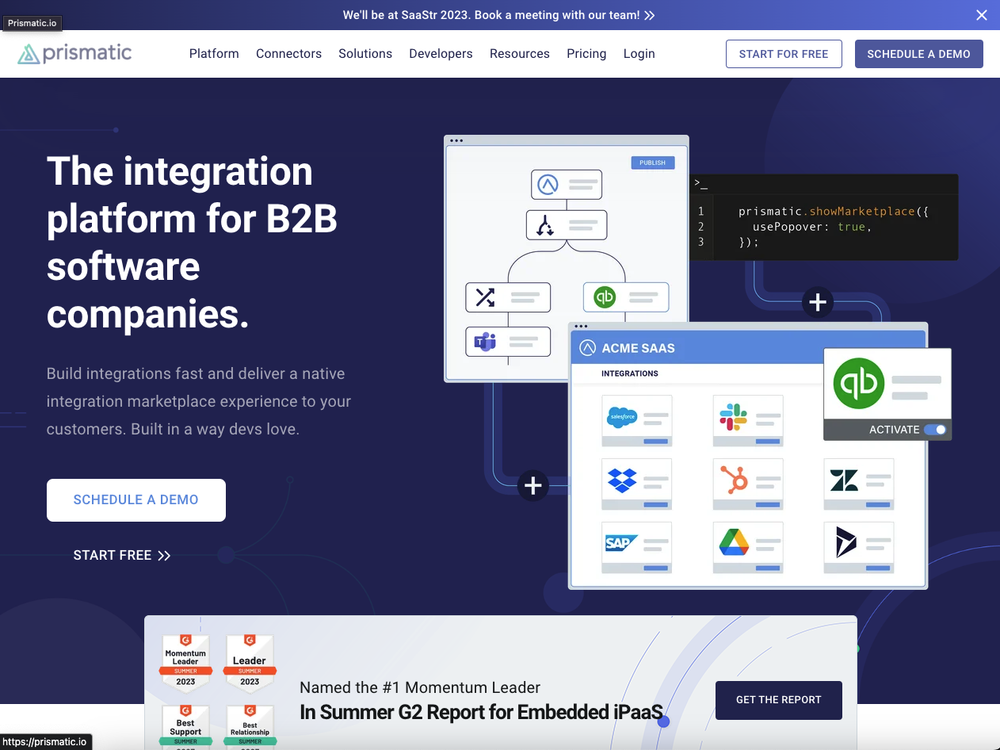 We'll be at SaaStr 2023. Book a meeting with our team!
Prismatic.io
prismatic
Platform
Connectors
Solutions
Developers
Resources
Pricing
Login
START FOR FREE
SCHEDULE A DEMO
The integration
platform for B2B
software
companies.
Build integrations fast and deliver a native
integration marketplace experience to your
customers. Built in a way devs love.
SCHEDULE A DEMO
START FREE
PUBLISH
>_
1 prismatic.showMarketplace({
2 usePopover: true,
3 });
ACME SAAS
INTEGRATIONS
qb
qb
ACTIVATE
salesforce
SAP
Momentum
Leader
SUMMER
2023
Leader
SUMMER
2023
Best
Support
SUMMER
Best
Relationship
SUMMER
Named the #1 Momentum Leader
In Summer G2 Report for Embedded iPaaS
GET THE REPORT
https://prismatic.io